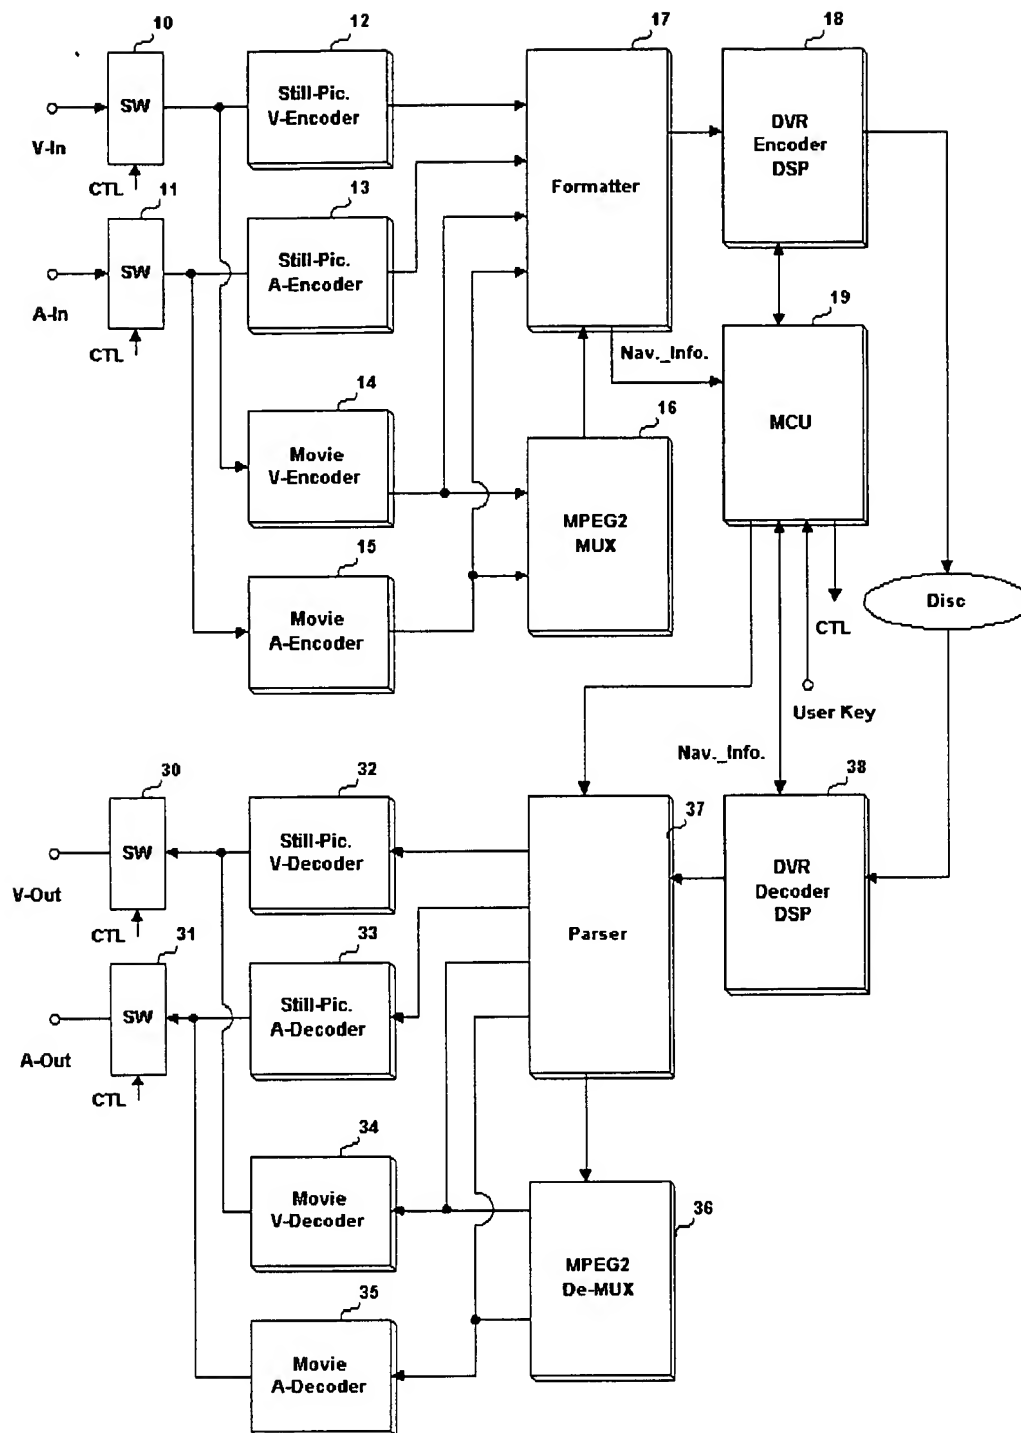 10
12
17
18
SW
Still-Pic.
V-Encoder
DVR
Encoder
DSP
V-In
CTL
11
13
Formatter
SW
Still-Pic.
A-Encoder
A-In
CTL
19
Nav._Info.
14
16
MCU
Movie
V-Encoder
MPEG2
MUX
15
Movie
A-Encoder
Disc
CTL
User Key
Nav._Info.
30
32
37
38
SW
Still-Pic.
V-Decoder
DVR
Decoder
DSP
V-Out
CTL
31
33
Parser
SW
Still-Pic.
A-Decoder
A-Out
CTL
34
Movie
V-Decoder
36
MPEG2
De-MUX
35
Movie
A-Decoder